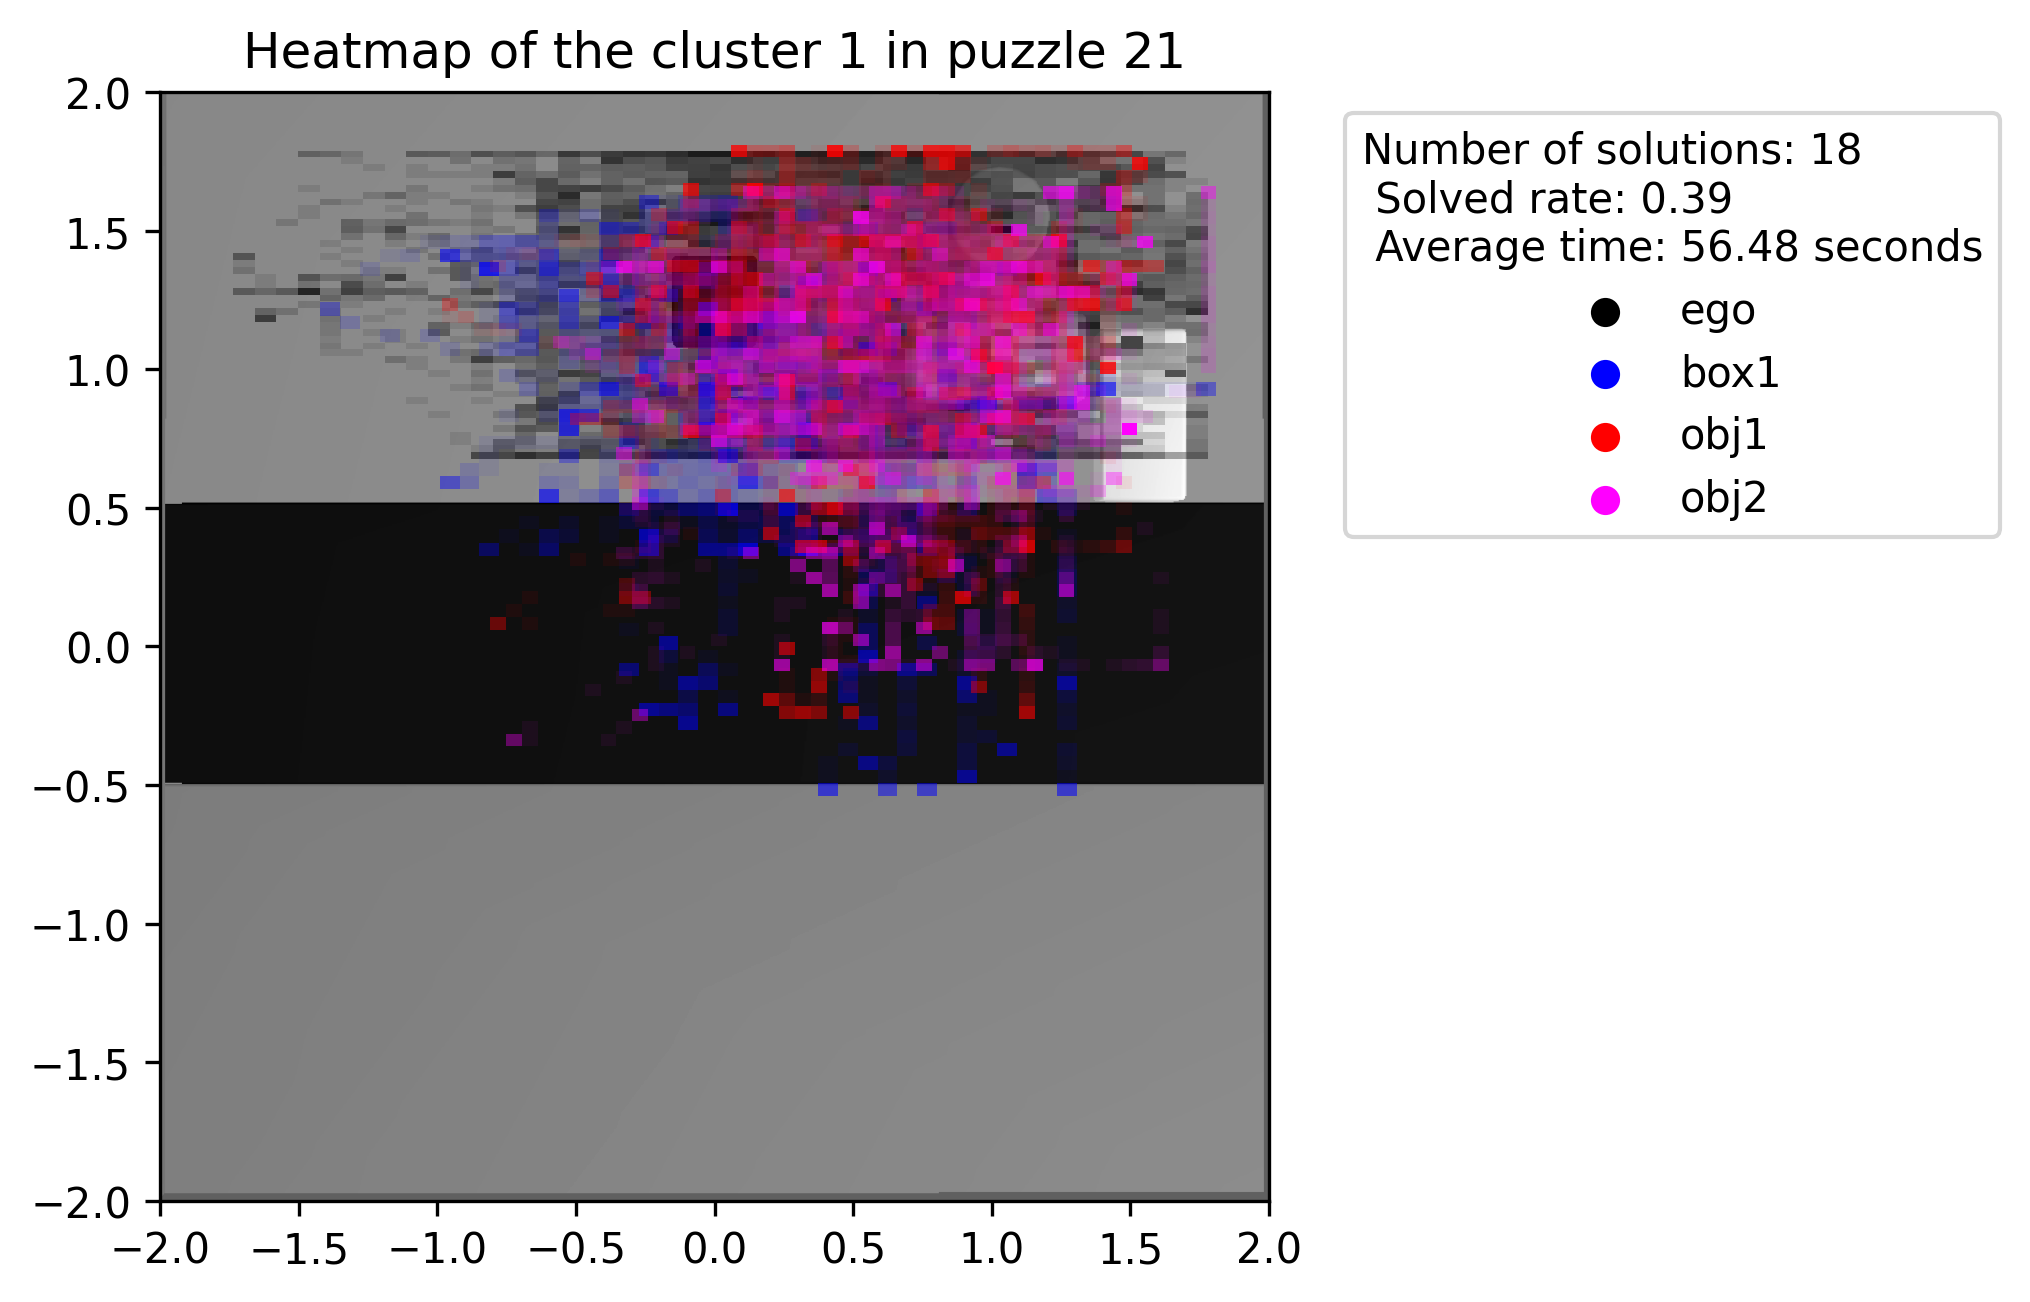 Heatmap of the cluster 1 in puzzle 21
2.0
1.5
1.0
0.5
0.0
−0.5
−1.0
−1.5
−2.0
−2.0 −1.5 −1.0 −0.5 0.0 0.5 1.0 1.5 2.0
Number of solutions: 18
Solved rate: 0.39
Average time: 56.48 seconds
ego
box1
obj1
obj2